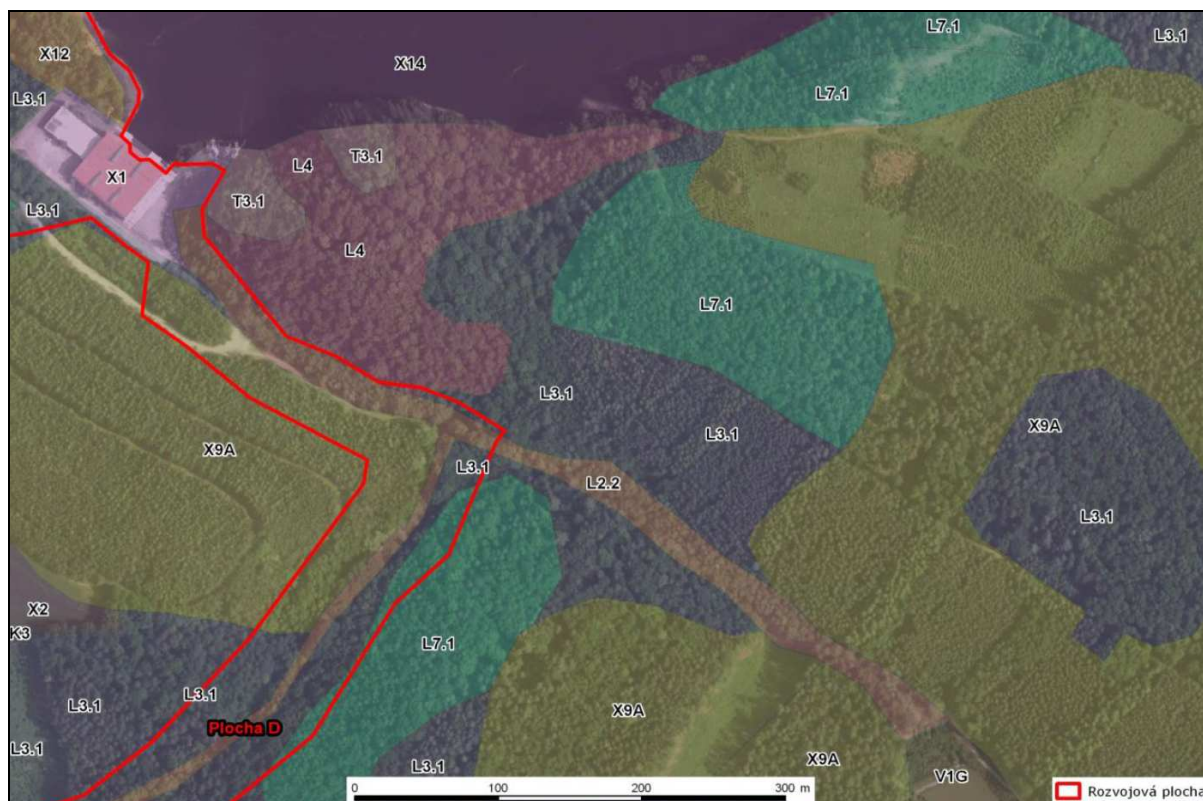 L7.1
L3.1
X12
X14
L3.1
L7.1
T3.1
L4
X1
T3.1
L3.1
L4
L7.1
L3.1
X9A
L3.1
X9A
L3.1
L2.2
L3.1
X2
K3
L7.1
L3.1
L3.1
X9A
Plocha D
L3.1
X9A
L3.1
V1G
0 100 200 300 m
Rozvojová plocha